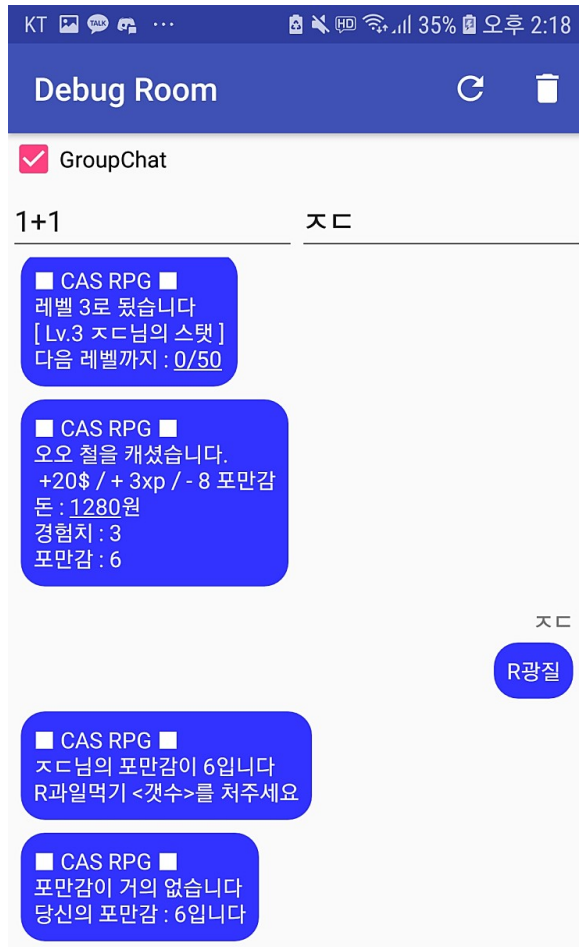 KT TALK ... HD 35% 오후 2:18
Debug Room
GroupChat
1+1 ㅈㄷ
■ CAS RPG ■
레벨 3로 됬습니다
[ Lv.3 ㅈㄷ님의 스탯 ]
다음 레벨까지 : 0/50
■ CAS RPG ■
오오 철을 캐셨습니다.
+20$ / + 3xp / - 8 포만감
돈 : 1280원
경험치 : 3
포만감 : 6
ㅈㄷ
R광질
■ CAS RPG ■
ㅈㄷ님의 포만감이 6입니다
R과일먹기 <갯수>를 처주세요
■ CAS RPG ■
포만감이 거의 없습니다
당신의 포만감 : 6입니다